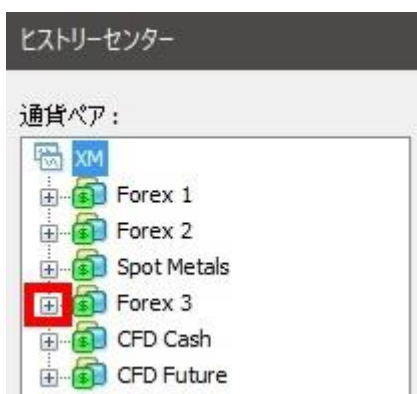 ヒストリーセンター
通貨ペア:
XM
Forex 1
Forex 2
Spot Metals
Forex 3
CFD Cash
CFD Future